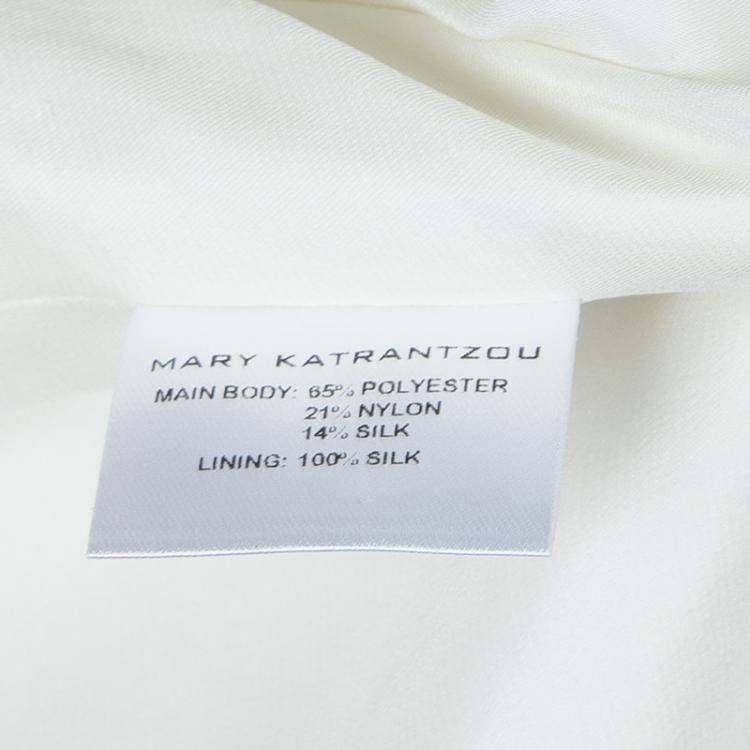 MARY KATRANTZOU
MAIN BODY: 65% POLYESTER
21% NYLON
14% SILK
LINING: 100% SILK